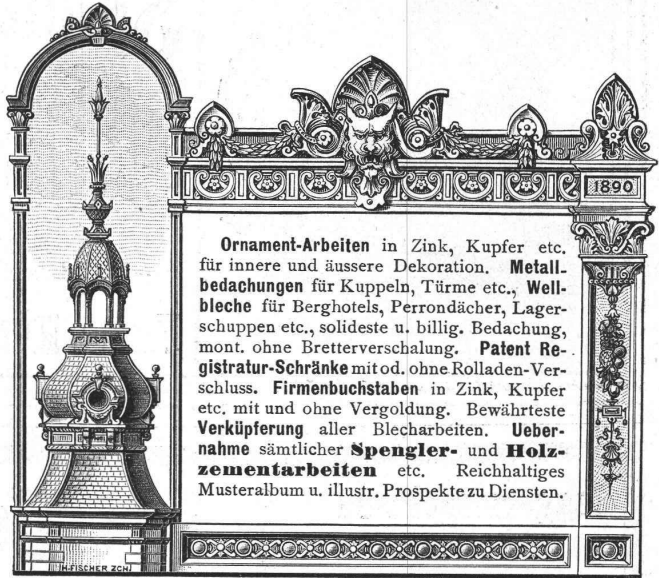 1890
Ornament-Arbeiten in Zink, Kupfer etc.
für innere und äussere Dekoration. Metall-
bedachungen für Kuppeln, Türme etc., Well-
bleche für Berghotels, Perrondächer, Lager-
schuppen etc., solideste u. billig. Bedachung,
mont. ohne Bretterverschalung. Patent Re-
gistratur-Schränke mit od. ohne Rolladen-Ver-
schluss. Firmenbuchstaben in Zink, Kupfer
etc. mit und ohne Vergoldung. Bewährteste
Verküpferung aller Blecharbeiten. Ueber-
nahme sämtlicher Spengler- und Holz-
zementarbeiten etc. Reichhaltiges
Musteralbum u. illustr. Prospekte zu Diensten.
H. FISCHER ZCH.